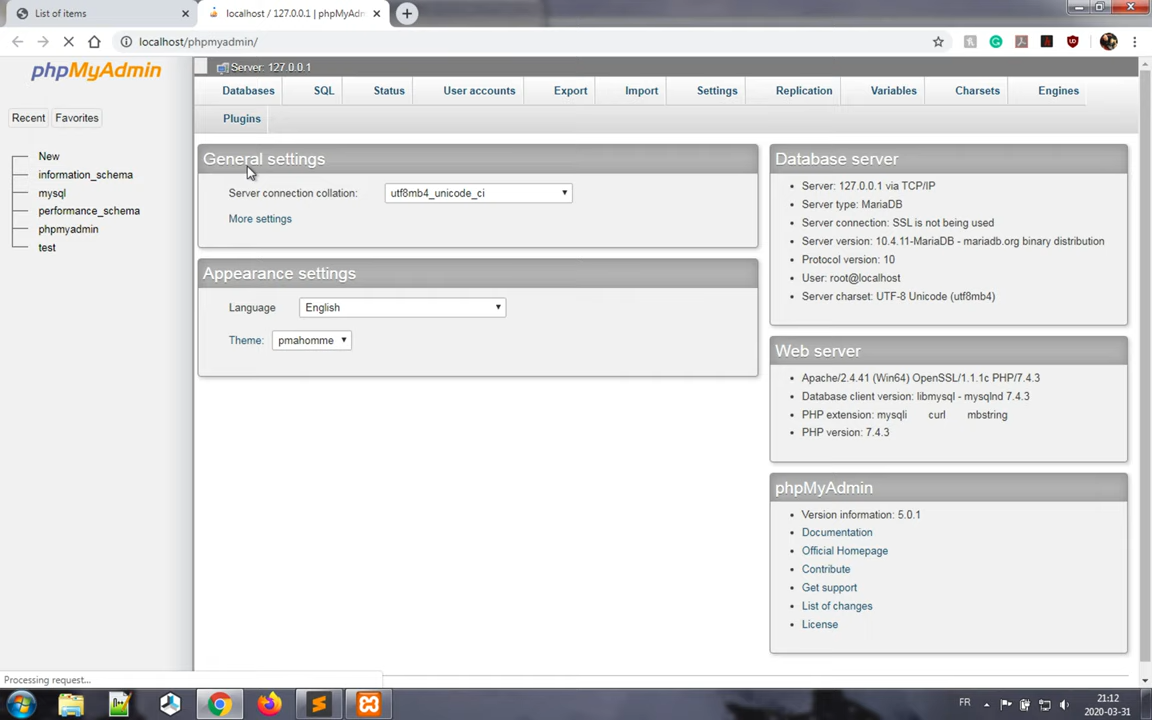 List of items
localhost / 127.0.0.1 | phpMyAdm
localhost/phpmyadmin/
phpMyAdmin
Recent
Favorites
New
information_schema
mysql
performance_schema
phpmyadmin
test
Server: 127.0.0.1
Databases
SQL
Status
User accounts
Export
Import
Settings
Replication
Variables
Charsets
Engines
Plugins
General settings
Server connection collation:
utf8mb4_unicode_ci
More settings
Appearance settings
Language
English
Theme:
pmahomme
Database server
Server: 127.0.0.1 via TCP/IP
Server type: MariaDB
Server connection: SSL is not being used
Server version: 10.4.11-MariaDB - mariadb.org binary distribution
Protocol version: 10
User: root@localhost
Server charset: UTF-8 Unicode (utf8mb4)
Web server
Apache/2.4.41 (Win64) OpenSSL/1.1.1c PHP/7.4.3
Database client version: libmysql - mysqlnd 7.4.3
PHP extension: mysqli curl mbstring
PHP version: 7.4.3
phpMyAdmin
Version information: 5.0.1
Documentation
Official Homepage
Contribute
Get support
List of changes
License
Processing request...
FR
21:12
2020-03-31